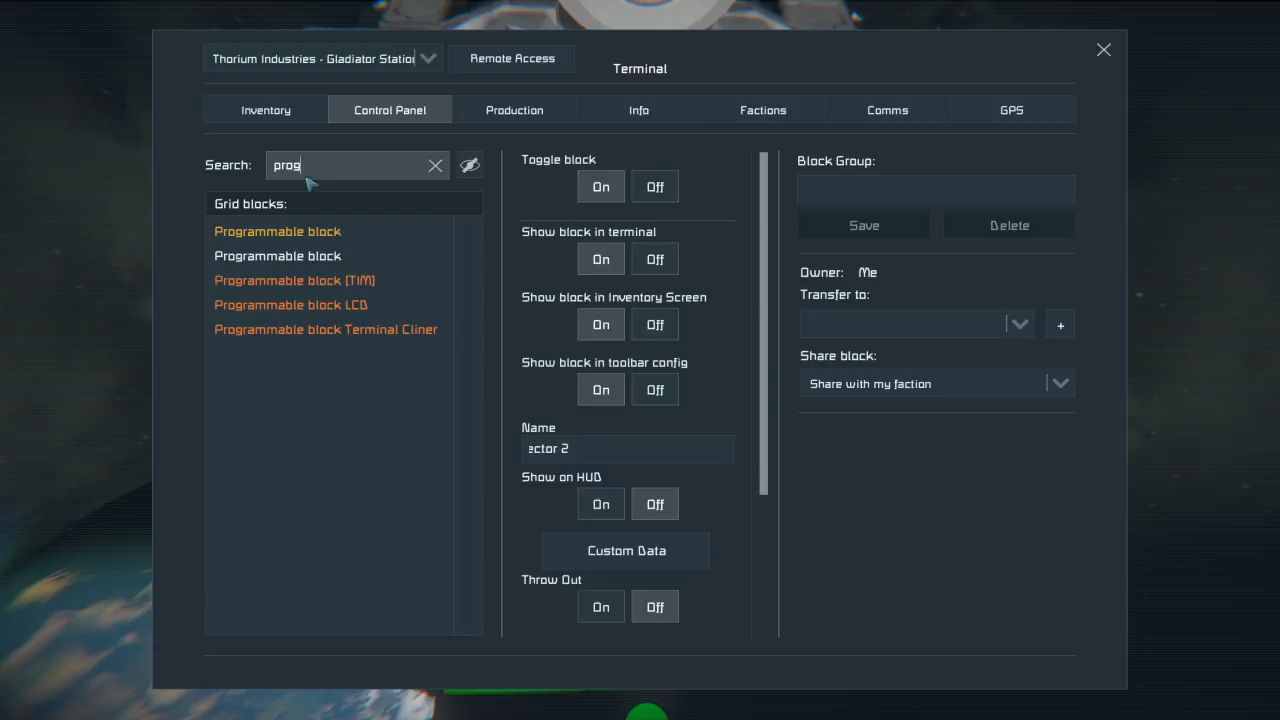 Thorium Industries - Gladiator Station
Remote Access
Terminal
Inventory
Control Panel
Production
Info
Factions
Comms
GPS
Search:
prog
Grid blocks:
Programmable block
Programmable block
Programmable block [TIM]
Programmable block LCD
Programmable block Terminal Cliner
Toggle block
On Off
Show block in terminal
On Off
Show block in Inventory Screen
On Off
Show block in toolbar config
On Off
Name
ector 2
Show on HUD
On Off
Custom Data
Throw Out
On Off
Block Group:
Save Delete
Owner: Me
Transfer to:
+
Share block:
Share with my faction